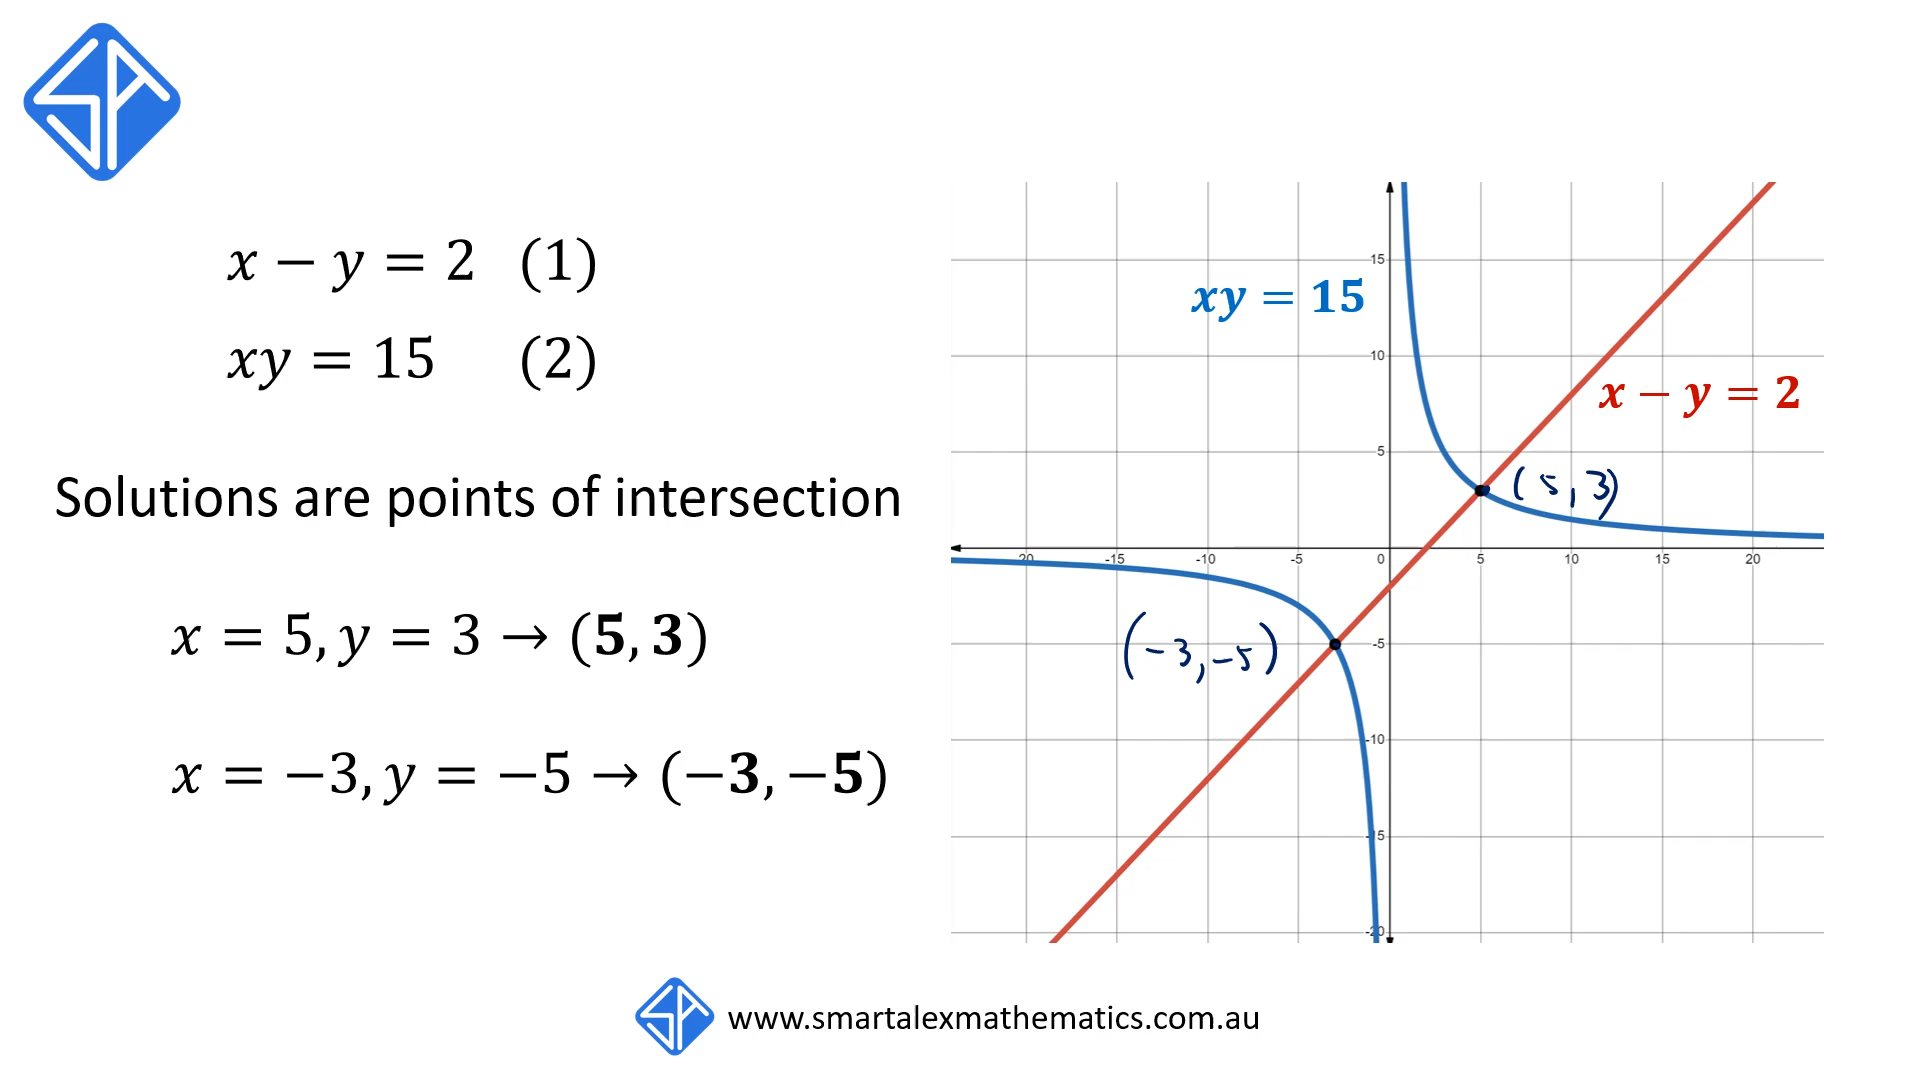 x − y = 2 (1)
xy = 15 (2)
Solutions are points of intersection
x = 5, y = 3 → (5, 3)
x = −3, y = −5 → (−3, −5)
xy = 15
x − y = 2
(5, 3)
(−3, −5)
15
10
5
-20 -15 -10 -5 0 5 10 15 20
-5
-10
-15
-20
www.smartalexmathematics.com.au